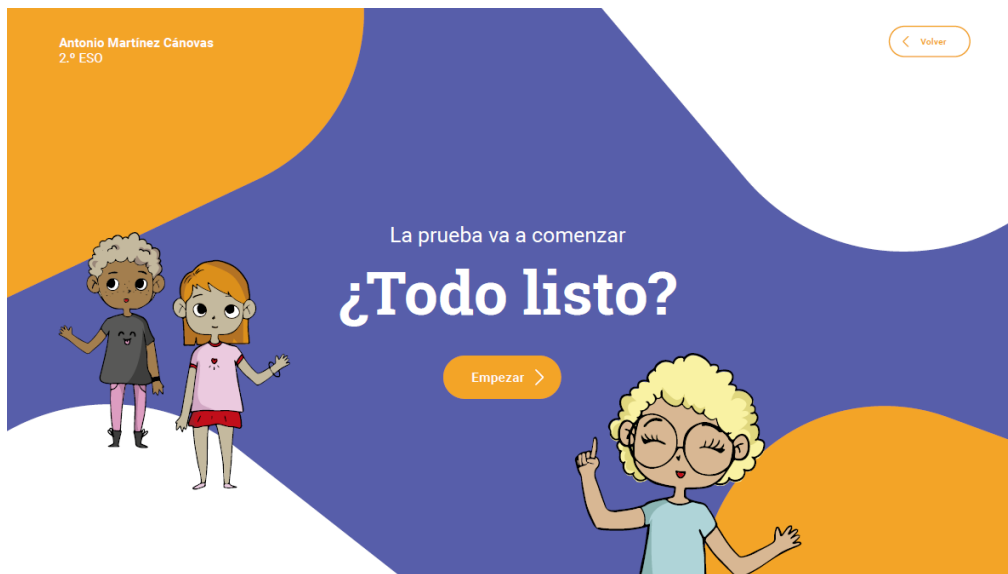 Antonio Martínez Cánovas
2.º ESO
Volver
La prueba va a comenzar
¿Todo listo?
Empezar